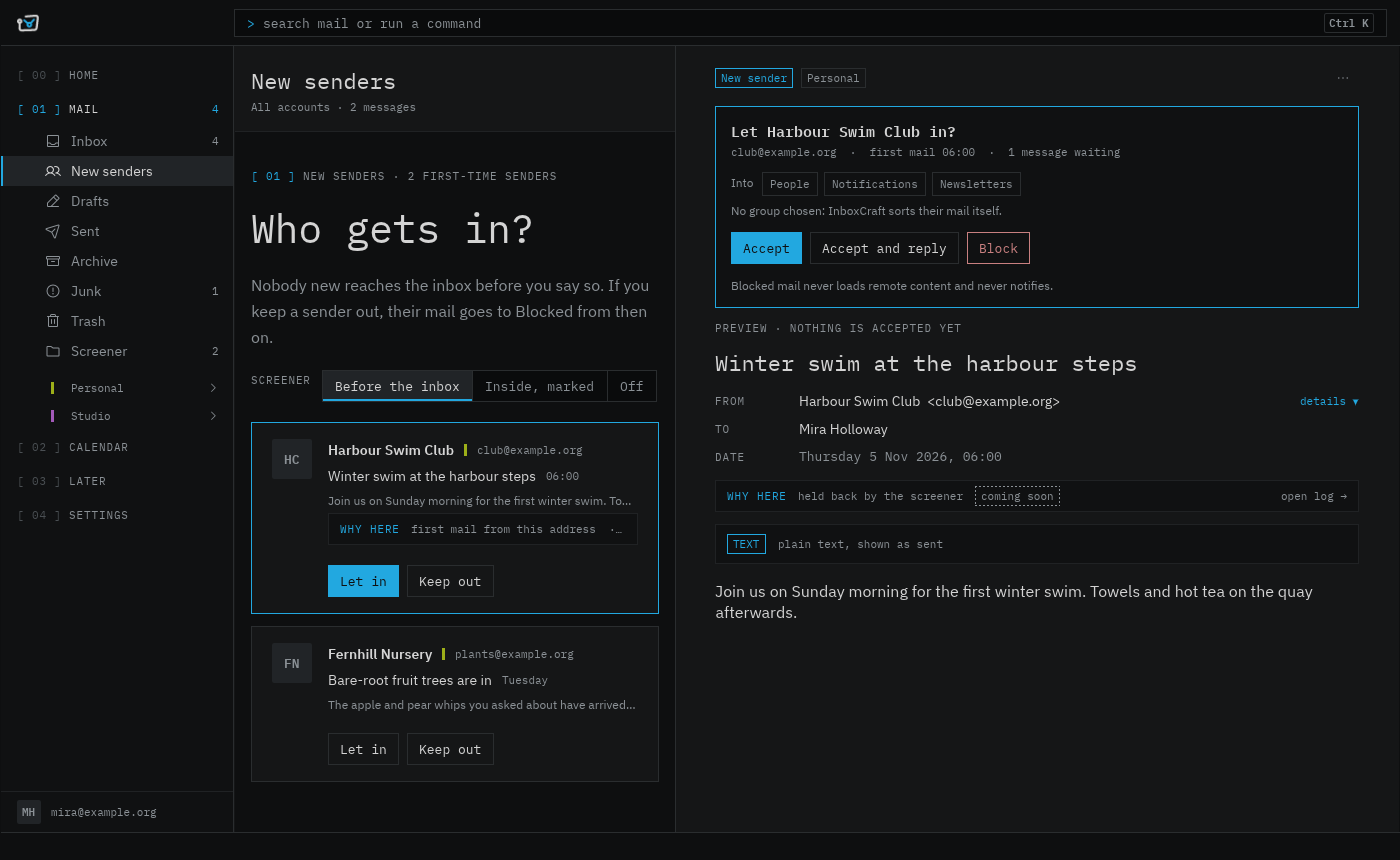 > search mail or run a command
Ctrl K
[ 00 ] HOME
[ 01 ] MAIL 4
Inbox 4
New senders
Drafts
Sent
Archive
Junk 1
Trash
Screener 2
Personal
Studio
[ 02 ] CALENDAR
[ 03 ] LATER
[ 04 ] SETTINGS
MH mira@example.org
New senders
All accounts · 2 messages
[ 01 ] NEW SENDERS · 2 FIRST-TIME SENDERS
Who gets in?
Nobody new reaches the inbox before you say so. If you
keep a sender out, their mail goes to Blocked from then
on.
SCREENER Before the inbox Inside, marked Off
HC
Harbour Swim Club club@example.org
Winter swim at the harbour steps 06:00
Join us on Sunday morning for the first winter swim. To...
WHY HERE first mail from this address ·…
Let in Keep out
FN
Fernhill Nursery plants@example.org
Bare-root fruit trees are in Tuesday
The apple and pear whips you asked about have arrived...
Let in Keep out
New sender Personal ...
Let Harbour Swim Club in?
club@example.org · first mail 06:00 · 1 message waiting
Into People Notifications Newsletters
No group chosen: InboxCraft sorts their mail itself.
Accept Accept and reply Block
Blocked mail never loads remote content and never notifies.
PREVIEW · NOTHING IS ACCEPTED YET
Winter swim at the harbour steps
FROM Harbour Swim Club <club@example.org> details ▾
TO Mira Holloway
DATE Thursday 5 Nov 2026, 06:00
WHY HERE held back by the screener coming soon open log →
TEXT plain text, shown as sent
Join us on Sunday morning for the first winter swim. Towels and hot tea on the quay
afterwards.